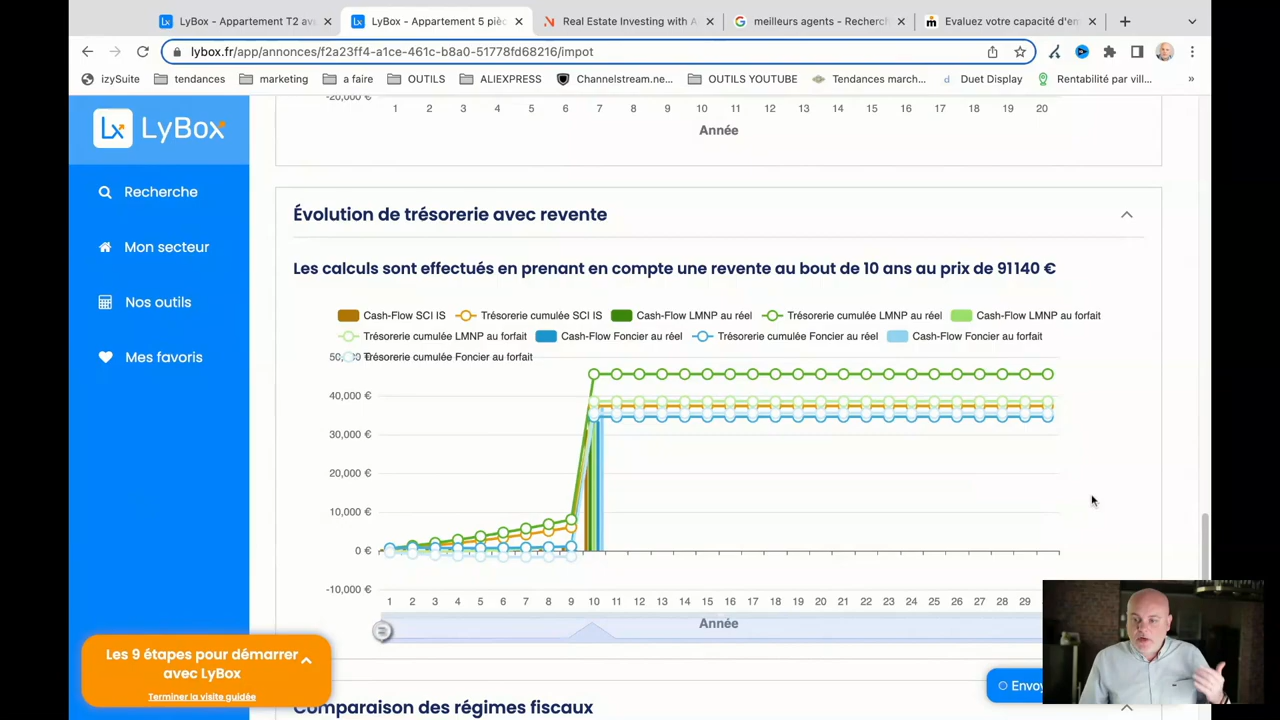 LyBox - Appartement T2 av
LyBox - Appartement 5 pièc
Real Estate Investing with A
meilleurs agents - Recherc
Evaluez votre capacité d'en
lybox.fr/app/annonces/f2a23ff4-a1ce-461c-b8a0-51778fd68216/impot
izySuite
tendances
marketing
a faire
OUTILS
ALIEXPRESS
Channelstream.ne...
OUTILS YOUTUBE
Tendances march...
Duet Display
Rentabilité par vill...
»
Lx LyBox
Recherche
Mon secteur
Nos outils
Mes favoris
-20,000 €
1 2 3 4 5 6 7 8 9 10 11 12 13 14 15 16 17 18 19 20
Année
Évolution de trésorerie avec revente
Les calculs sont effectués en prenant en compte une revente au bout de 10 ans au prix de 91140 €
Cash-Flow SCI IS Trésorerie cumulée SCI IS Cash-Flow LMNP au réel Trésorerie cumulée LMNP au réel Cash-Flow LMNP au forfait
Trésorerie cumulée LMNP au forfait Cash-Flow Foncier au réel Trésorerie cumulée Foncier au réel Cash-Flow Foncier au forfait
Trésorerie cumulée Foncier au forfait
40,000 €
30,000 €
20,000 €
10,000 €
0 €
-10,000 €
1 2 3 4 5 6 7 8 9 10 11 12 13 14 15 16 17 18 19 20 21 22 23 24 25 26 27 28 29
Année
Les 9 étapes pour démarrer
avec LyBox
Terminer la visite guidée
Envoy
Comparaison des régimes fiscaux